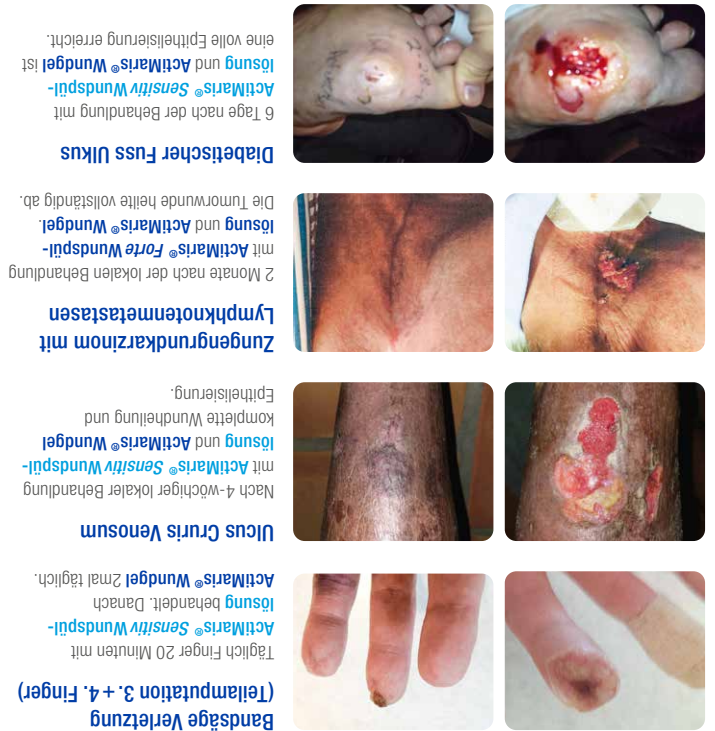 Bandsäge Verletzung
(Teilamputation 3. + 4. Finger)
Täglich Finger 20 Minuten mit
ActiMaris® Sensitiv Wundspül-
lösung behandelt. Danach
ActiMaris® Wundgel 2mal täglich.
Ulcus Cruris Venosum
Nach 4-wöchiger lokaler Behandlung
mit ActiMaris® Sensitiv Wundspül-
lösung und ActiMaris® Wundgel
komplette Wundheilung und
Epithelisierung.
Zungengrundkarzinom mit
Lymphknotenmetastasen
2 Monate nach der lokalen Behandlung
mit ActiMaris® Forte Wundspül-
lösung und ActiMaris® Wundgel.
Die Tumorwunde heilte vollständig ab.
Diabetischer Fuss Ulkus
6 Tage nach der Behandlung mit
ActiMaris® Sensitiv Wundspül-
lösung und ActiMaris® Wundgel ist
eine volle Epithelisierung erreicht.